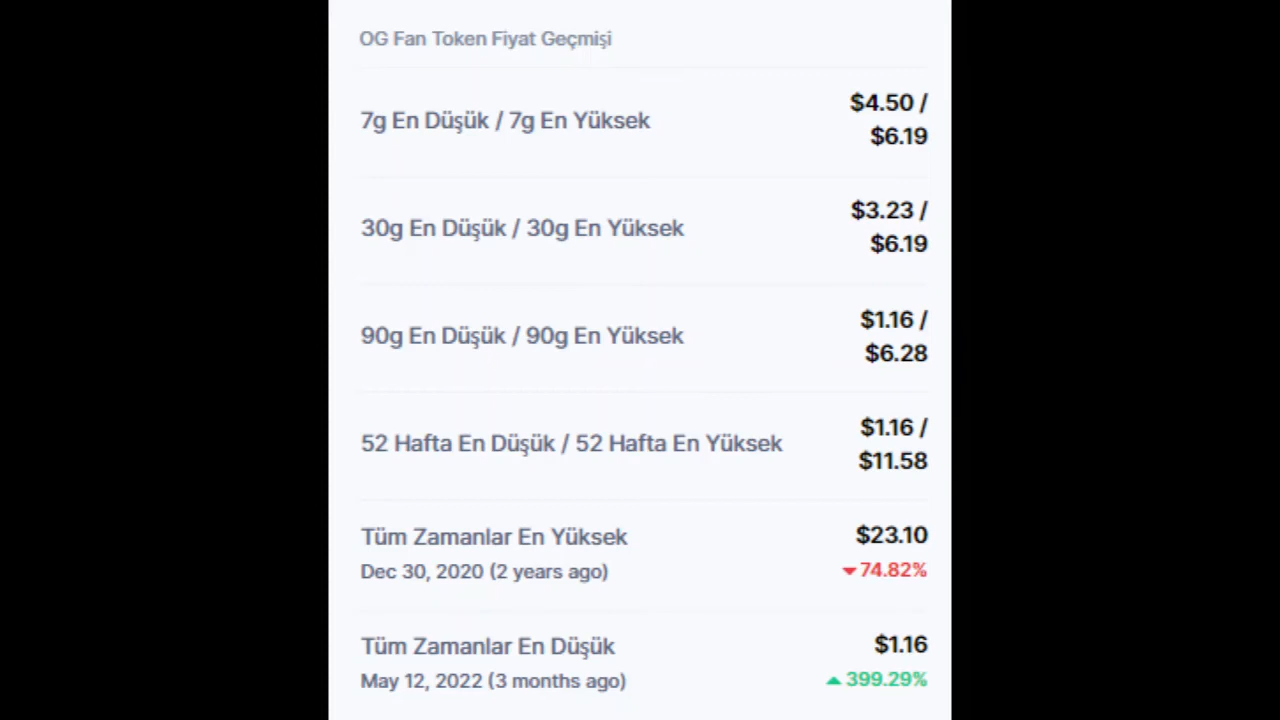 OG Fan Token Fiyat Geçmişi
7g En Düşük / 7g En Yüksek
$4.50 /
$6.19
30g En Düşük / 30g En Yüksek
$3.23 /
$6.19
90g En Düşük / 90g En Yüksek
$1.16 /
$6.28
52 Hafta En Düşük / 52 Hafta En Yüksek
$1.16 /
$11.58
Tüm Zamanlar En Yüksek
$23.10
Dec 30, 2020 (2 years ago)
74.82%
Tüm Zamanlar En Düşük
$1.16
May 12, 2022 (3 months ago)
399.29%